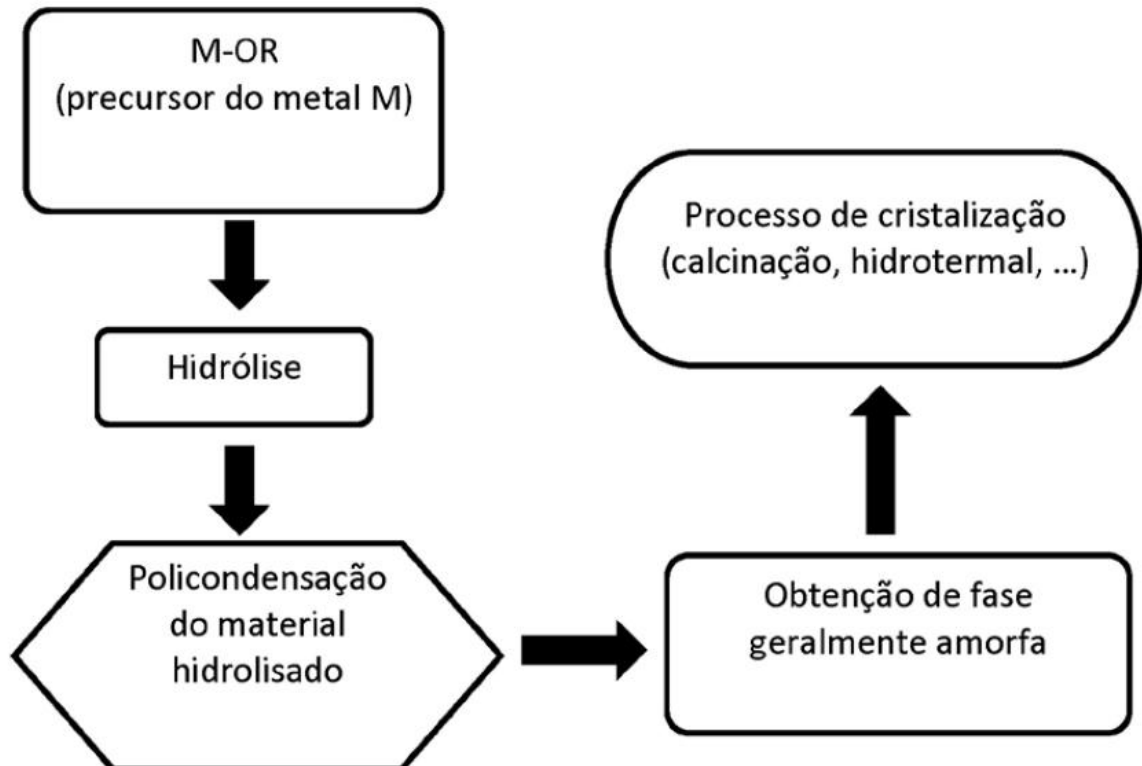 M-OR
(precursor do metal M)
Hidrólise
Policondensação
do material
hidrolisado
Obtenção de fase
geralmente amorfa
Processo de cristalização
(calcinação, hidrotermal, ...)